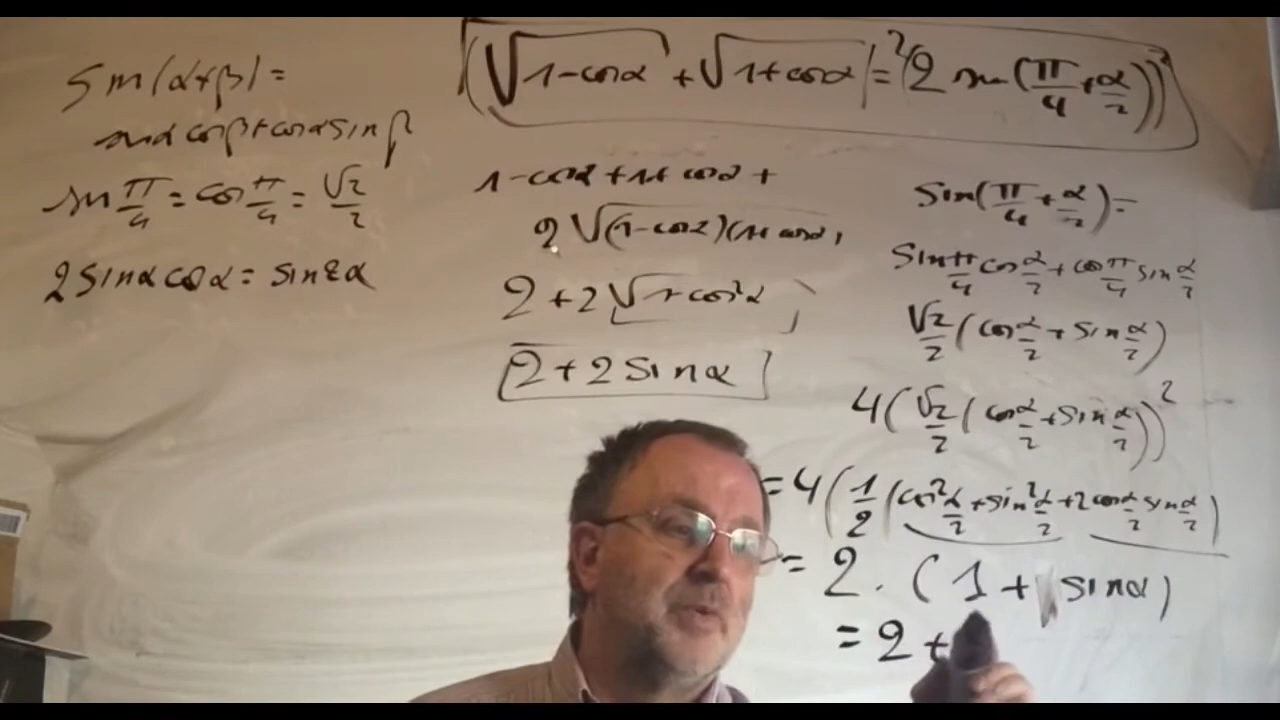 (√1-cosα + √1+cosα)² = (2 sin(π/4 + α/2))²
sin(α+β) =
sinα cosβ + cosα sinβ
sin π/4 = cos π/4 = √2/2
2 sinα cosα = sin2α
1-cosα + 1+cosα +
2 √(1-cosα)(1+cosα)
2 + 2 √1-cos²α
2 + 2 sinα
Sin(π/4 + α/2) =
Sin π/4 cos α/2 + cos π/4 sin α/2
√2/2 (cos α/2 + sin α/2)
4(√2/2 (cos α/2 + sin α/2))²
= 4(1/2 (cos² α/2 + sin² α/2 + 2 cos α/2 sin α/2)
= 2 · (1 + sinα)
= 2 +